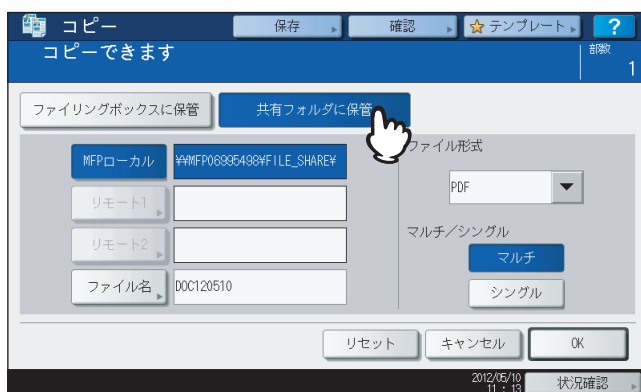 コピー
保存
確認
テンプレート
?
コピーできます
部数
1
ファイリングボックスに保管
共有フォルダに保管
ファイル形式
MFPローカル
¥¥MFP06995498¥FILE_SHARE¥
PDF
リモート1
マルチ/シングル
リモート2
マルチ
ファイル名
DOC120510
シングル
リセット
キャンセル
OK
2012/05/10
11 : 13
状況確認